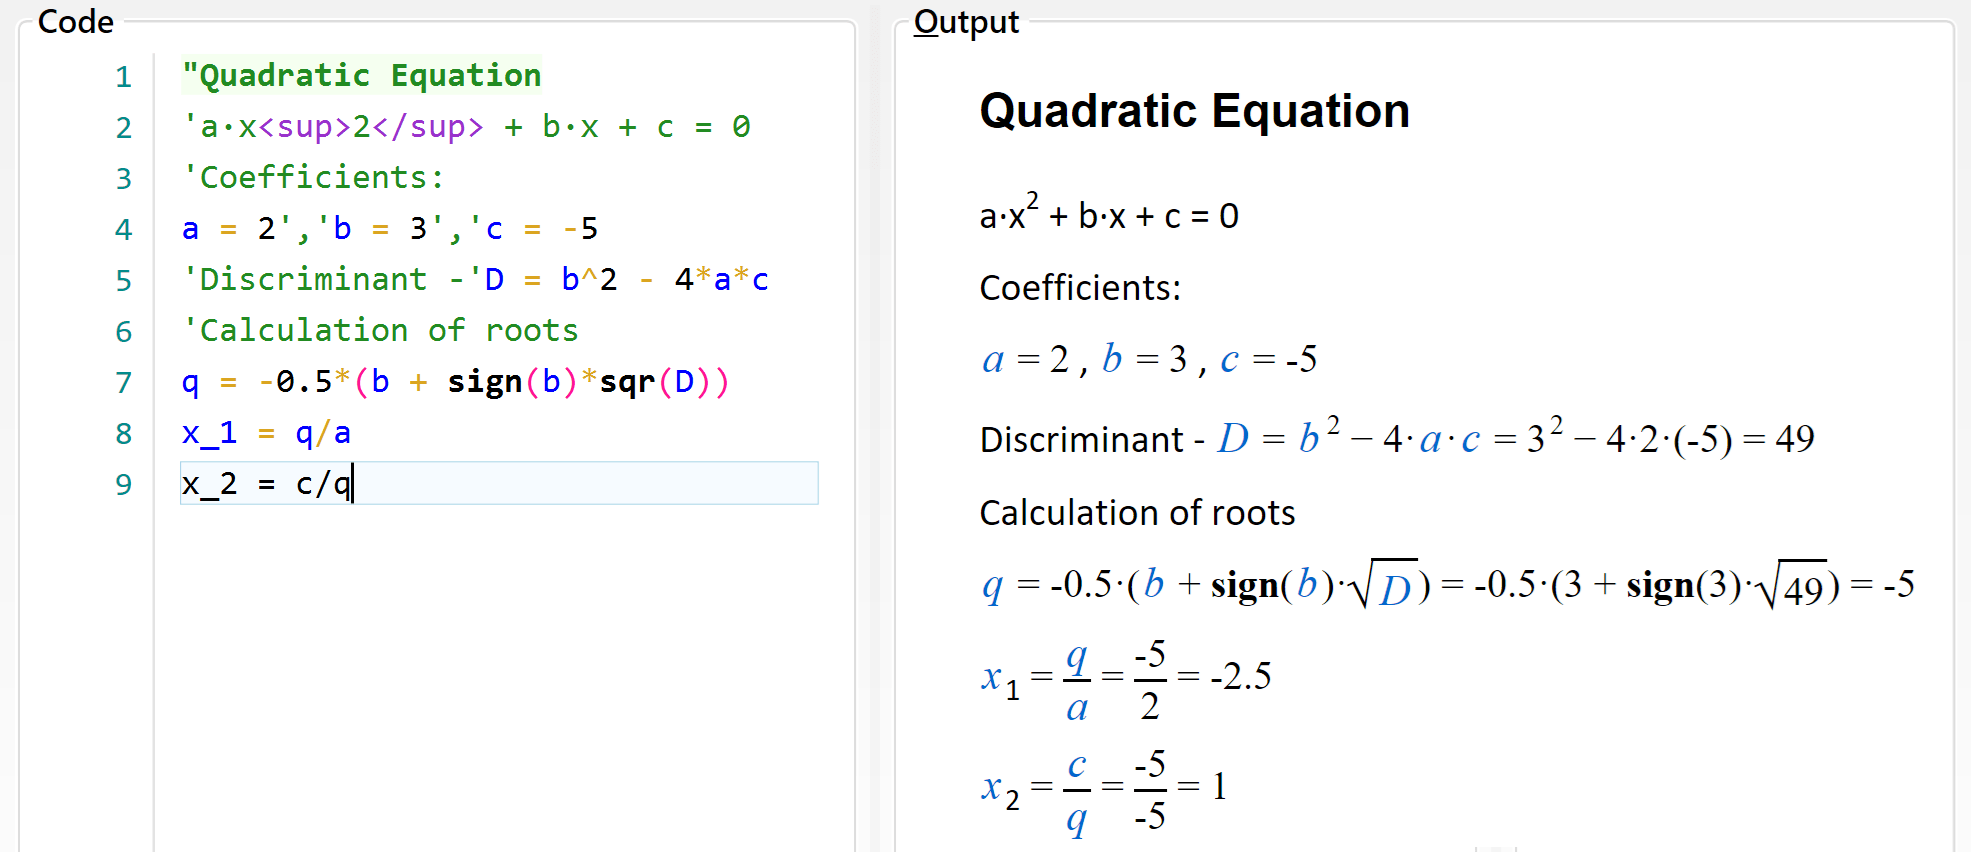 Code
1 "Quadratic Equation
2 'a·x<sup>2</sup> + b·x + c = 0
3 'Coefficients:
4 a = 2','b = 3','c = -5
5 'Discriminant -'D = b^2 - 4*a*c
6 'Calculation of roots
7 q = -0.5*(b + sign(b)*sqr(D))
8 x_1 = q/a
9 x_2 = c/q
Output
Quadratic Equation
a·x² + b·x + c = 0
Coefficients:
a = 2 , b = 3 , c = -5
Discriminant - D = b² − 4·a·c = 3² − 4·2·(-5) = 49
Calculation of roots
q = -0.5·(b + sign(b)·√D) = -0.5·(3 + sign(3)·√49) = -5
x₁ = q/a = -5/2 = -2.5
x₂ = c/q = -5/-5 = 1